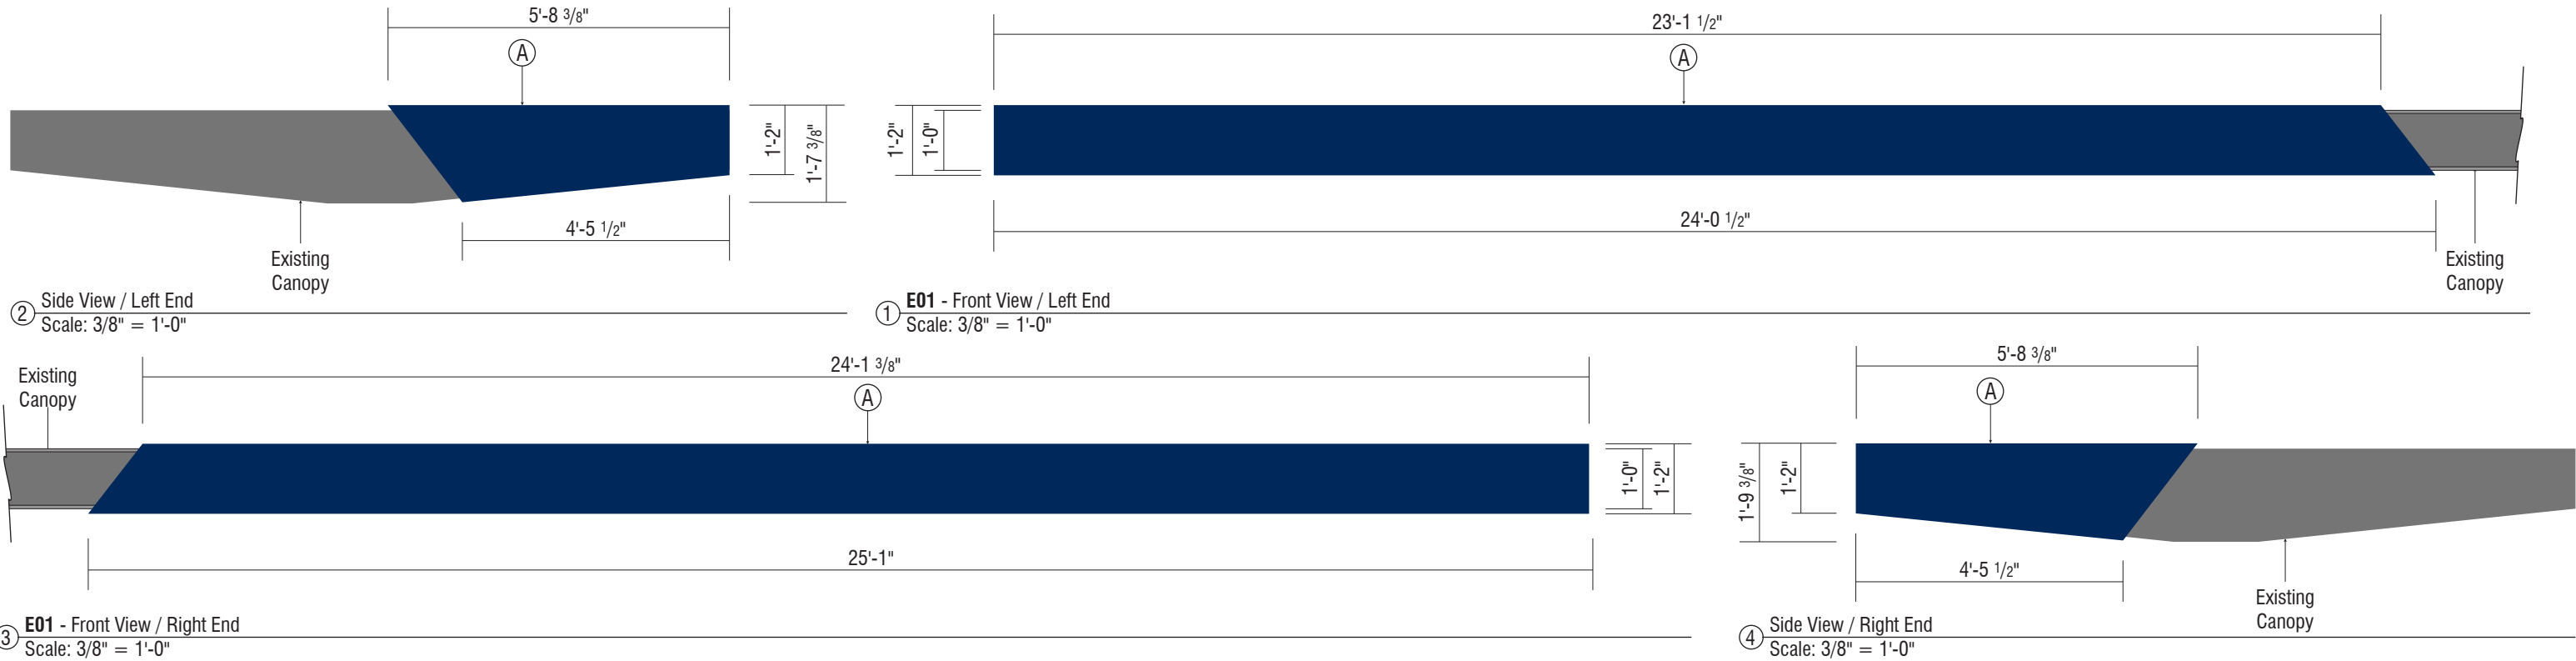 5'-8 3/8"
A
1'-2"
1'-7 3/8"
4'-5 1/2"
Existing
Canopy
2 Side View / Left End
Scale: 3/8" = 1'-0"
23'-1 1/2"
A
1'-2"
1'-0"
24'-0 1/2"
Existing
Canopy
1 E01 - Front View / Left End
Scale: 3/8" = 1'-0"
Existing
Canopy
24'-1 3/8"
A
1'-0"
1'-2"
25'-1"
3 E01 - Front View / Right End
Scale: 3/8" = 1'-0"
5'-8 3/8"
A
1'-9 3/8"
1'-2"
4'-5 1/2"
Existing
Canopy
4 Side View / Right End
Scale: 3/8" = 1'-0"